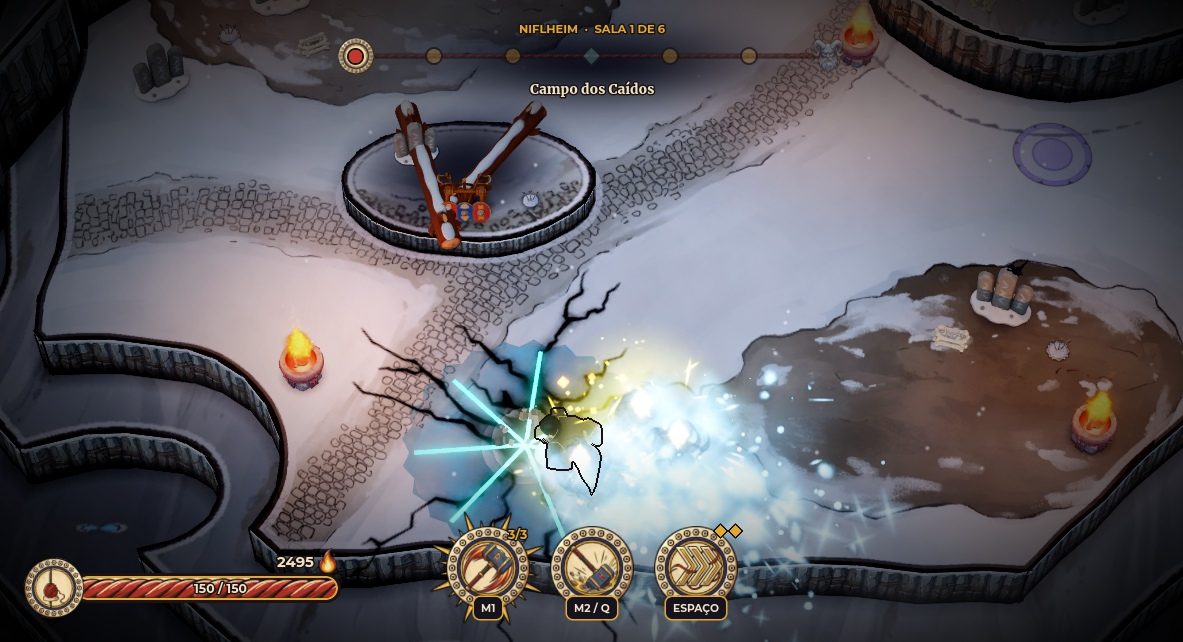 NIFLHEIM · SALA 1 DE 6
Campo dos Caídos
2495
150 / 150
3/3
M1
M2 / Q
ESPAÇO